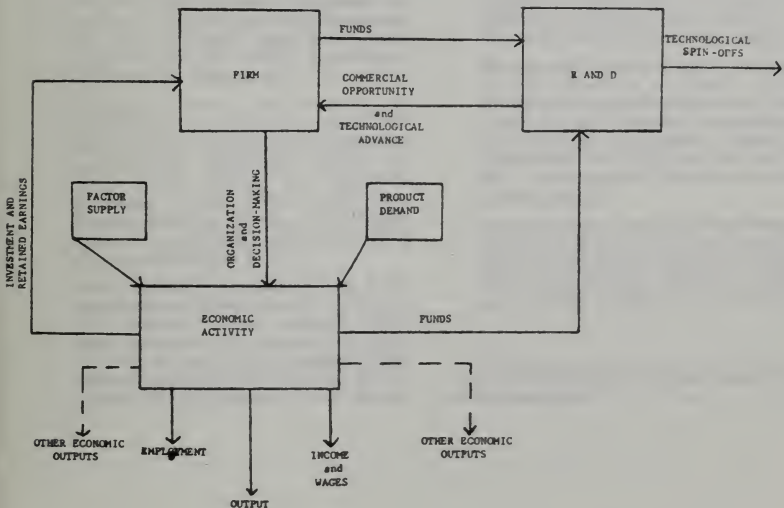 FUNDS
TECHNOLOGICAL
SPIN-OFFS
FIRM
COMMERCIAL
OPPORTUNITY
and
TECHNOLOGICAL
ADVANCE
R AND D
INVESTMENT AND
RETAINED EARNINGS
FACTOR
SUPPLY
ORGANIZATION
and
DECISION-MAKING
PRODUCT
DEMAND
ECONOMIC
ACTIVITY
FUNDS
OTHER ECONOMIC
OUTPUTS
EMPLOYMENT
OUTPUT
INCOME
and
WAGES
OTHER ECONOMIC
OUTPUTS